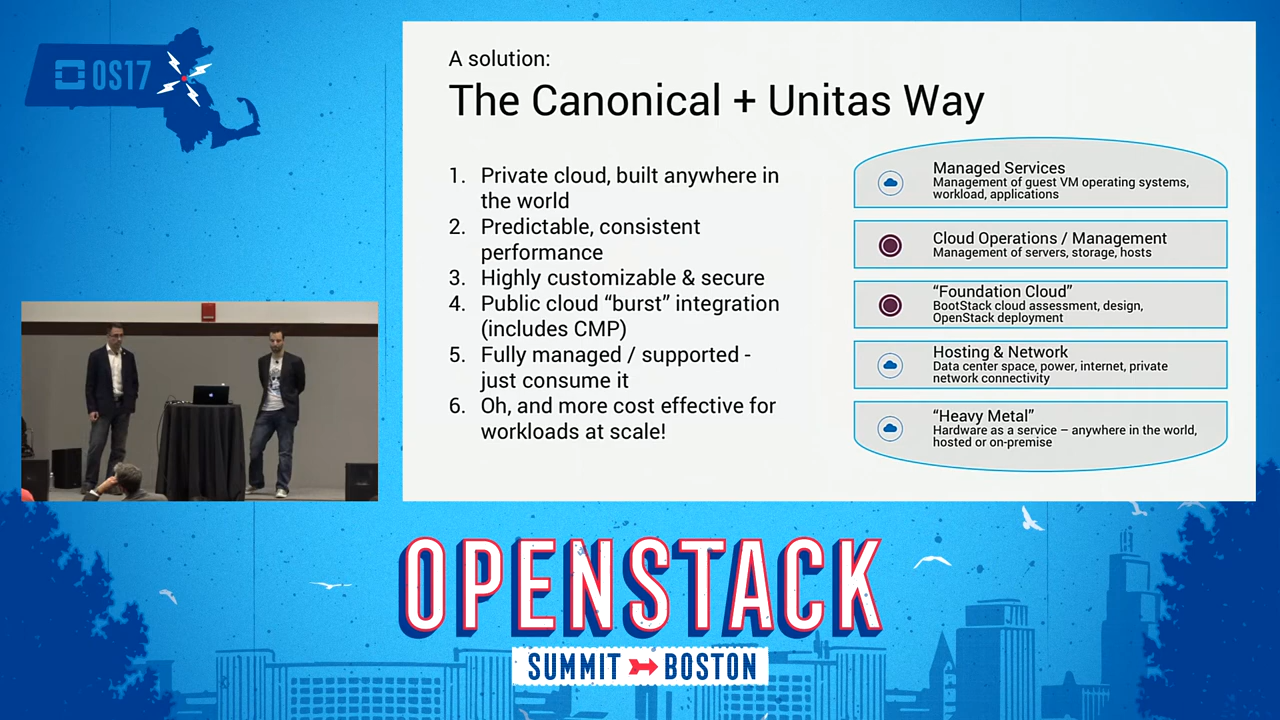 OS17
A solution:
The Canonical + Unitas Way
1. Private cloud, built anywhere in
the world
2. Predictable, consistent
performance
3. Highly customizable & secure
4. Public cloud “burst” integration
(includes CMP)
5. Fully managed / supported -
just consume it
6. Oh, and more cost effective for
workloads at scale!
Managed Services
Management of guest VM operating systems,
workload, applications
Cloud Operations / Management
Management of servers, storage, hosts
“Foundation Cloud”
BootStack cloud assessment, design,
OpenStack deployment
Hosting & Network
Data center space, power, internet, private
network connectivity
“Heavy Metal”
Hardware as a service – anywhere in the world,
hosted or on-premise
OPENSTACK
SUMMIT BOSTON